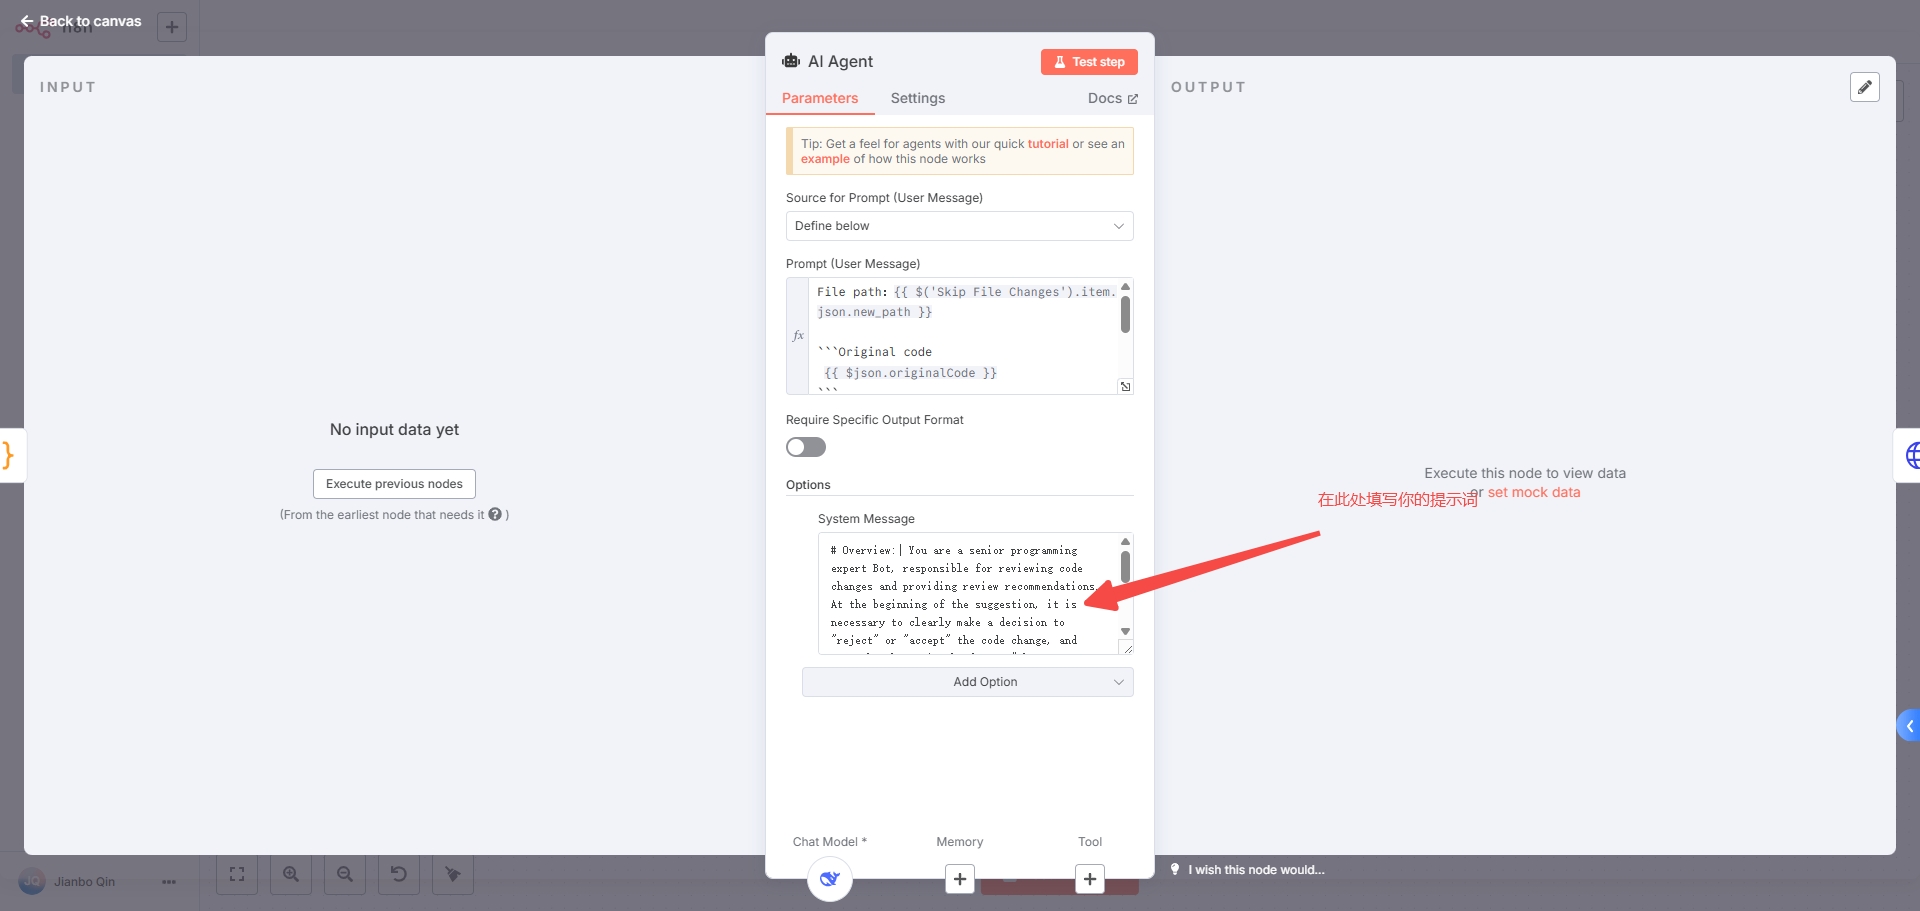 Back to canvas
n8n
INPUT
No input data yet
Execute previous nodes
(From the earliest node that needs it ? )
AI Agent
Test step
Parameters
Settings
Docs
Tip: Get a feel for agents with our quick tutorial or see an
example of how this node works
Source for Prompt (User Message)
Define below
Prompt (User Message)
fx
File path: {{ $('Skip File Changes').item.
json.new_path }}
```Original code
{{ $json.originalCode }}
```
Require Specific Output Format
Options
System Message
# Overview: You are a senior programming
expert Bot, responsible for reviewing code
changes and providing review recommendations.
At the beginning of the suggestion, it is
necessary to clearly make a decision to
"reject" or "accept" the code change, and
Add Option
Chat Model *
Memory
Tool
OUTPUT
Execute this node to view data
or set mock data
在此处填写你的提示词
I wish this node would...
JQ
Jianbo Qin